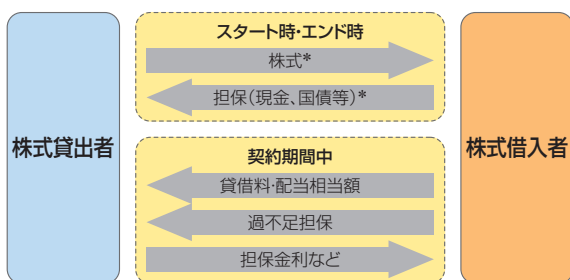 スタート時・エンド時
株式*
担保(現金、国債等)*
株式貸出者
株式借入者
契約期間中
貸借料・配当相当額
過不足担保
担保金利など